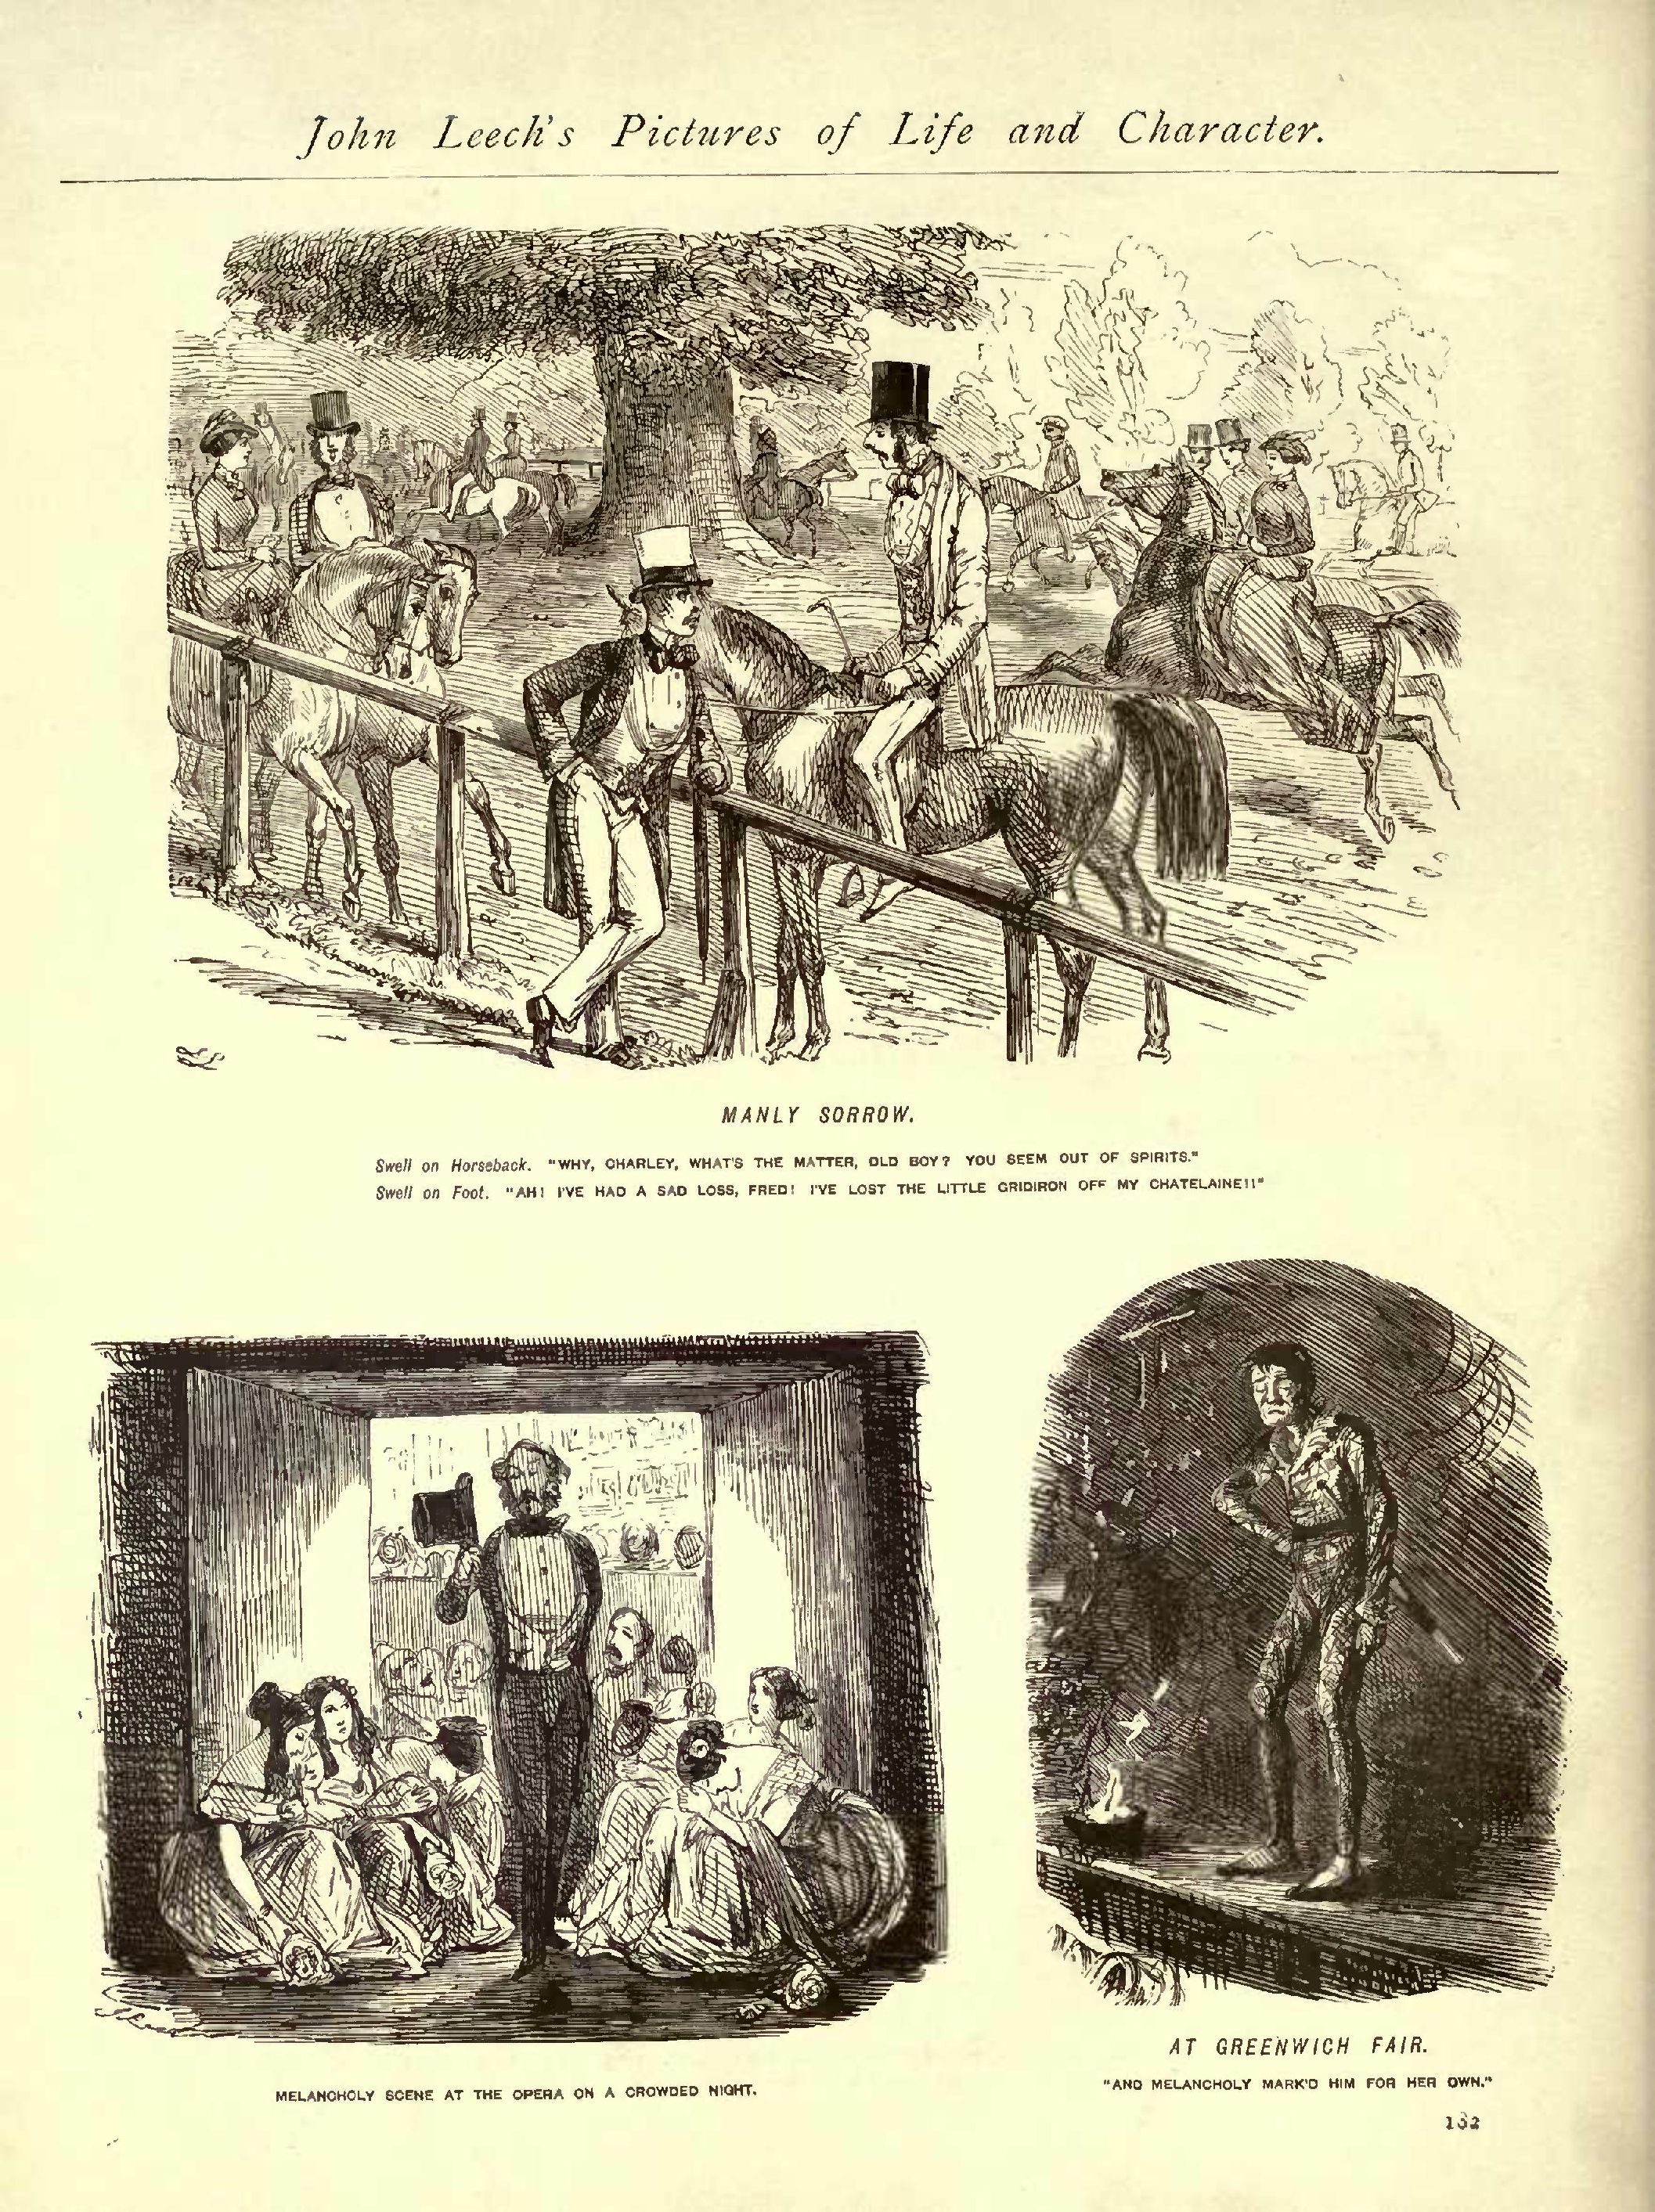 John Leech's Pictures of Life and Character.
MANLY SORROW.
Swell on Horseback. "WHY, CHARLEY, WHAT'S THE MATTER, OLD BOY? YOU SEEM OUT OF SPIRITS."
Swell on Foot. "AH! I'VE HAD A SAD LOSS, FRED! I'VE LOST THE LITTLE GRIDIRON OFF MY CHATELAINE!!"
MELANCHOLY SCENE AT THE OPERA ON A CROWDED NIGHT.
AT GREENWICH FAIR.
"AND MELANCHOLY MARK'D HIM FOR HER OWN."